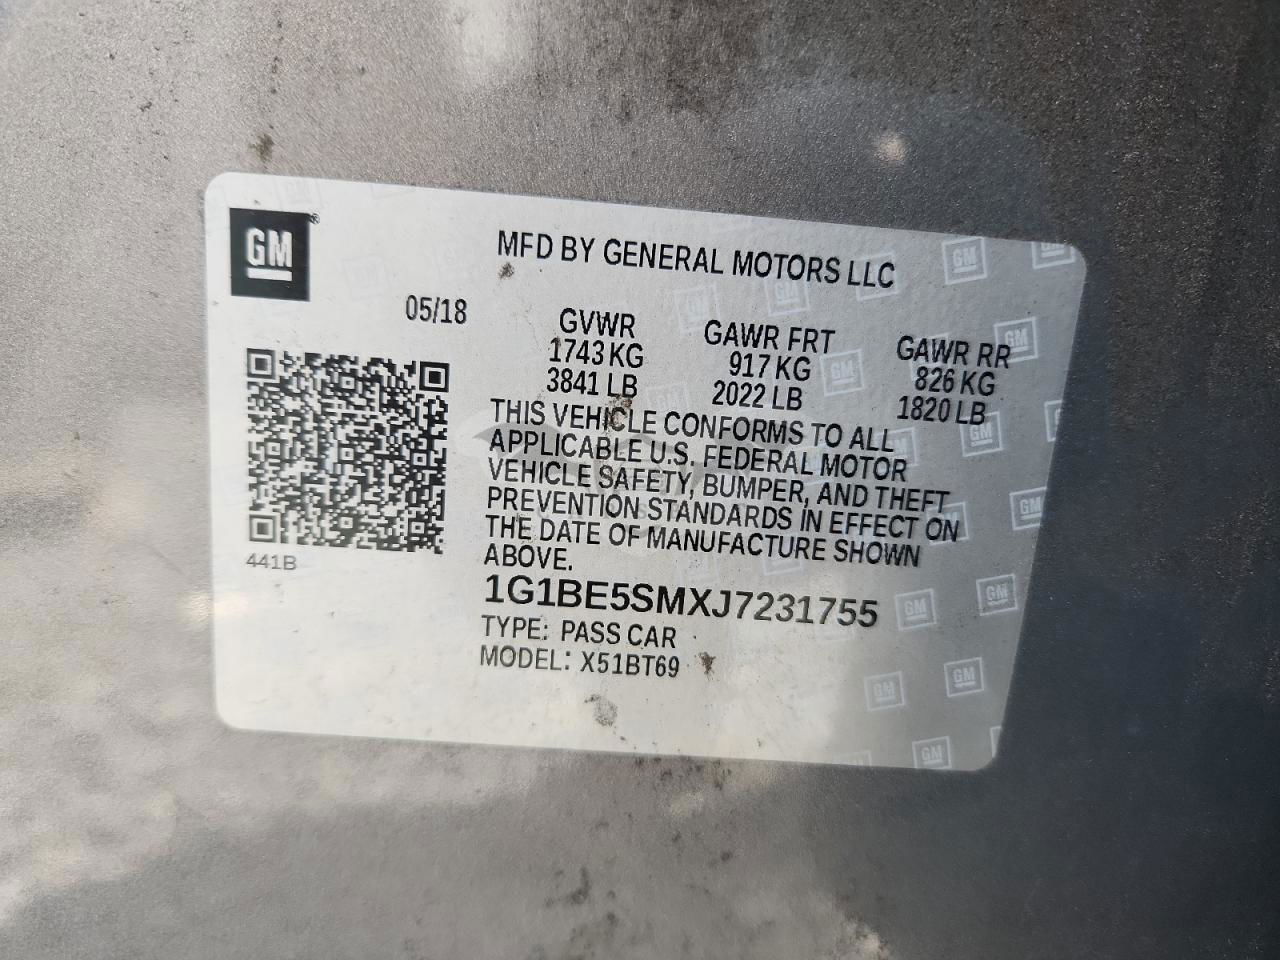 GM®
MFD BY GENERAL MOTORS LLC
05/18
GVWR GAWR FRT GAWR RR
1743 KG 917 KG 826 KG
3841 LB 2022 LB 1820 LB
THIS VEHICLE CONFORMS TO ALL
APPLICABLE U.S. FEDERAL MOTOR
VEHICLE SAFETY, BUMPER, AND THEFT
PREVENTION STANDARDS IN EFFECT ON
THE DATE OF MANUFACTURE SHOWN
ABOVE.
441B
1G1BE5SMXJ7231755
TYPE: PASS CAR
MODEL: X51BT69